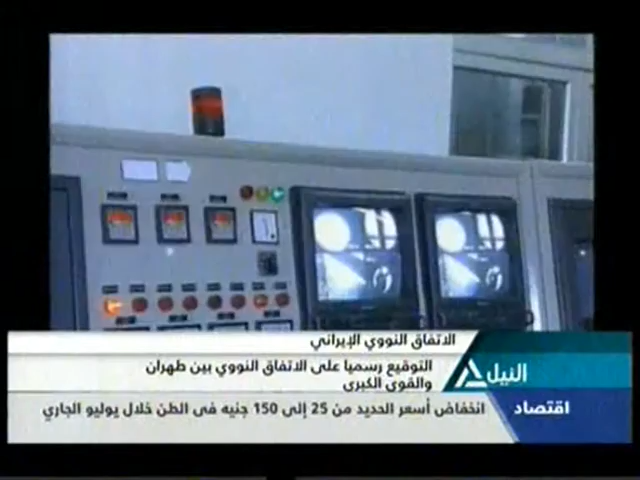 الاتفاق النووي الإيراني
التوقيع رسميا على الاتفاق النووي بين طهران
والقوى الكبرى
النيل
اقتصاد
انخفاض أسعر الحديد من 25 إلى 150 جنيه فى الطن خلال يوليو الجاري